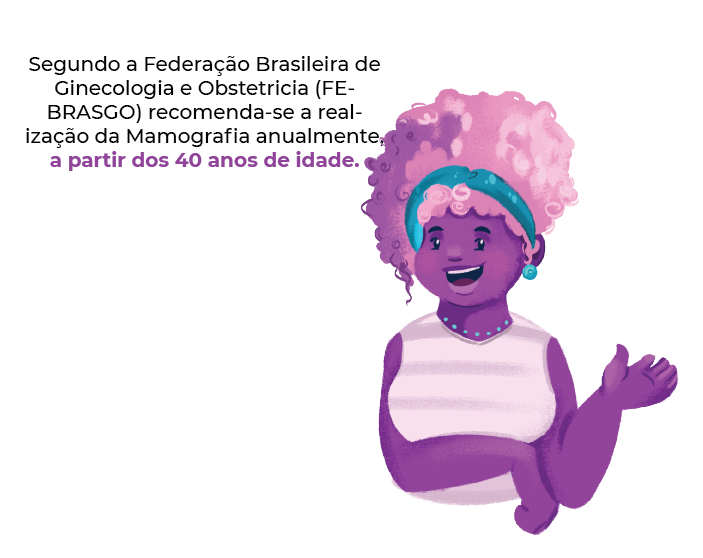 Segundo a Federação Brasileira de
Ginecologia e Obstetricia (FE-
BRASGO) recomenda-se a real-
ização da Mamografia anualmente,
a partir dos 40 anos de idade.